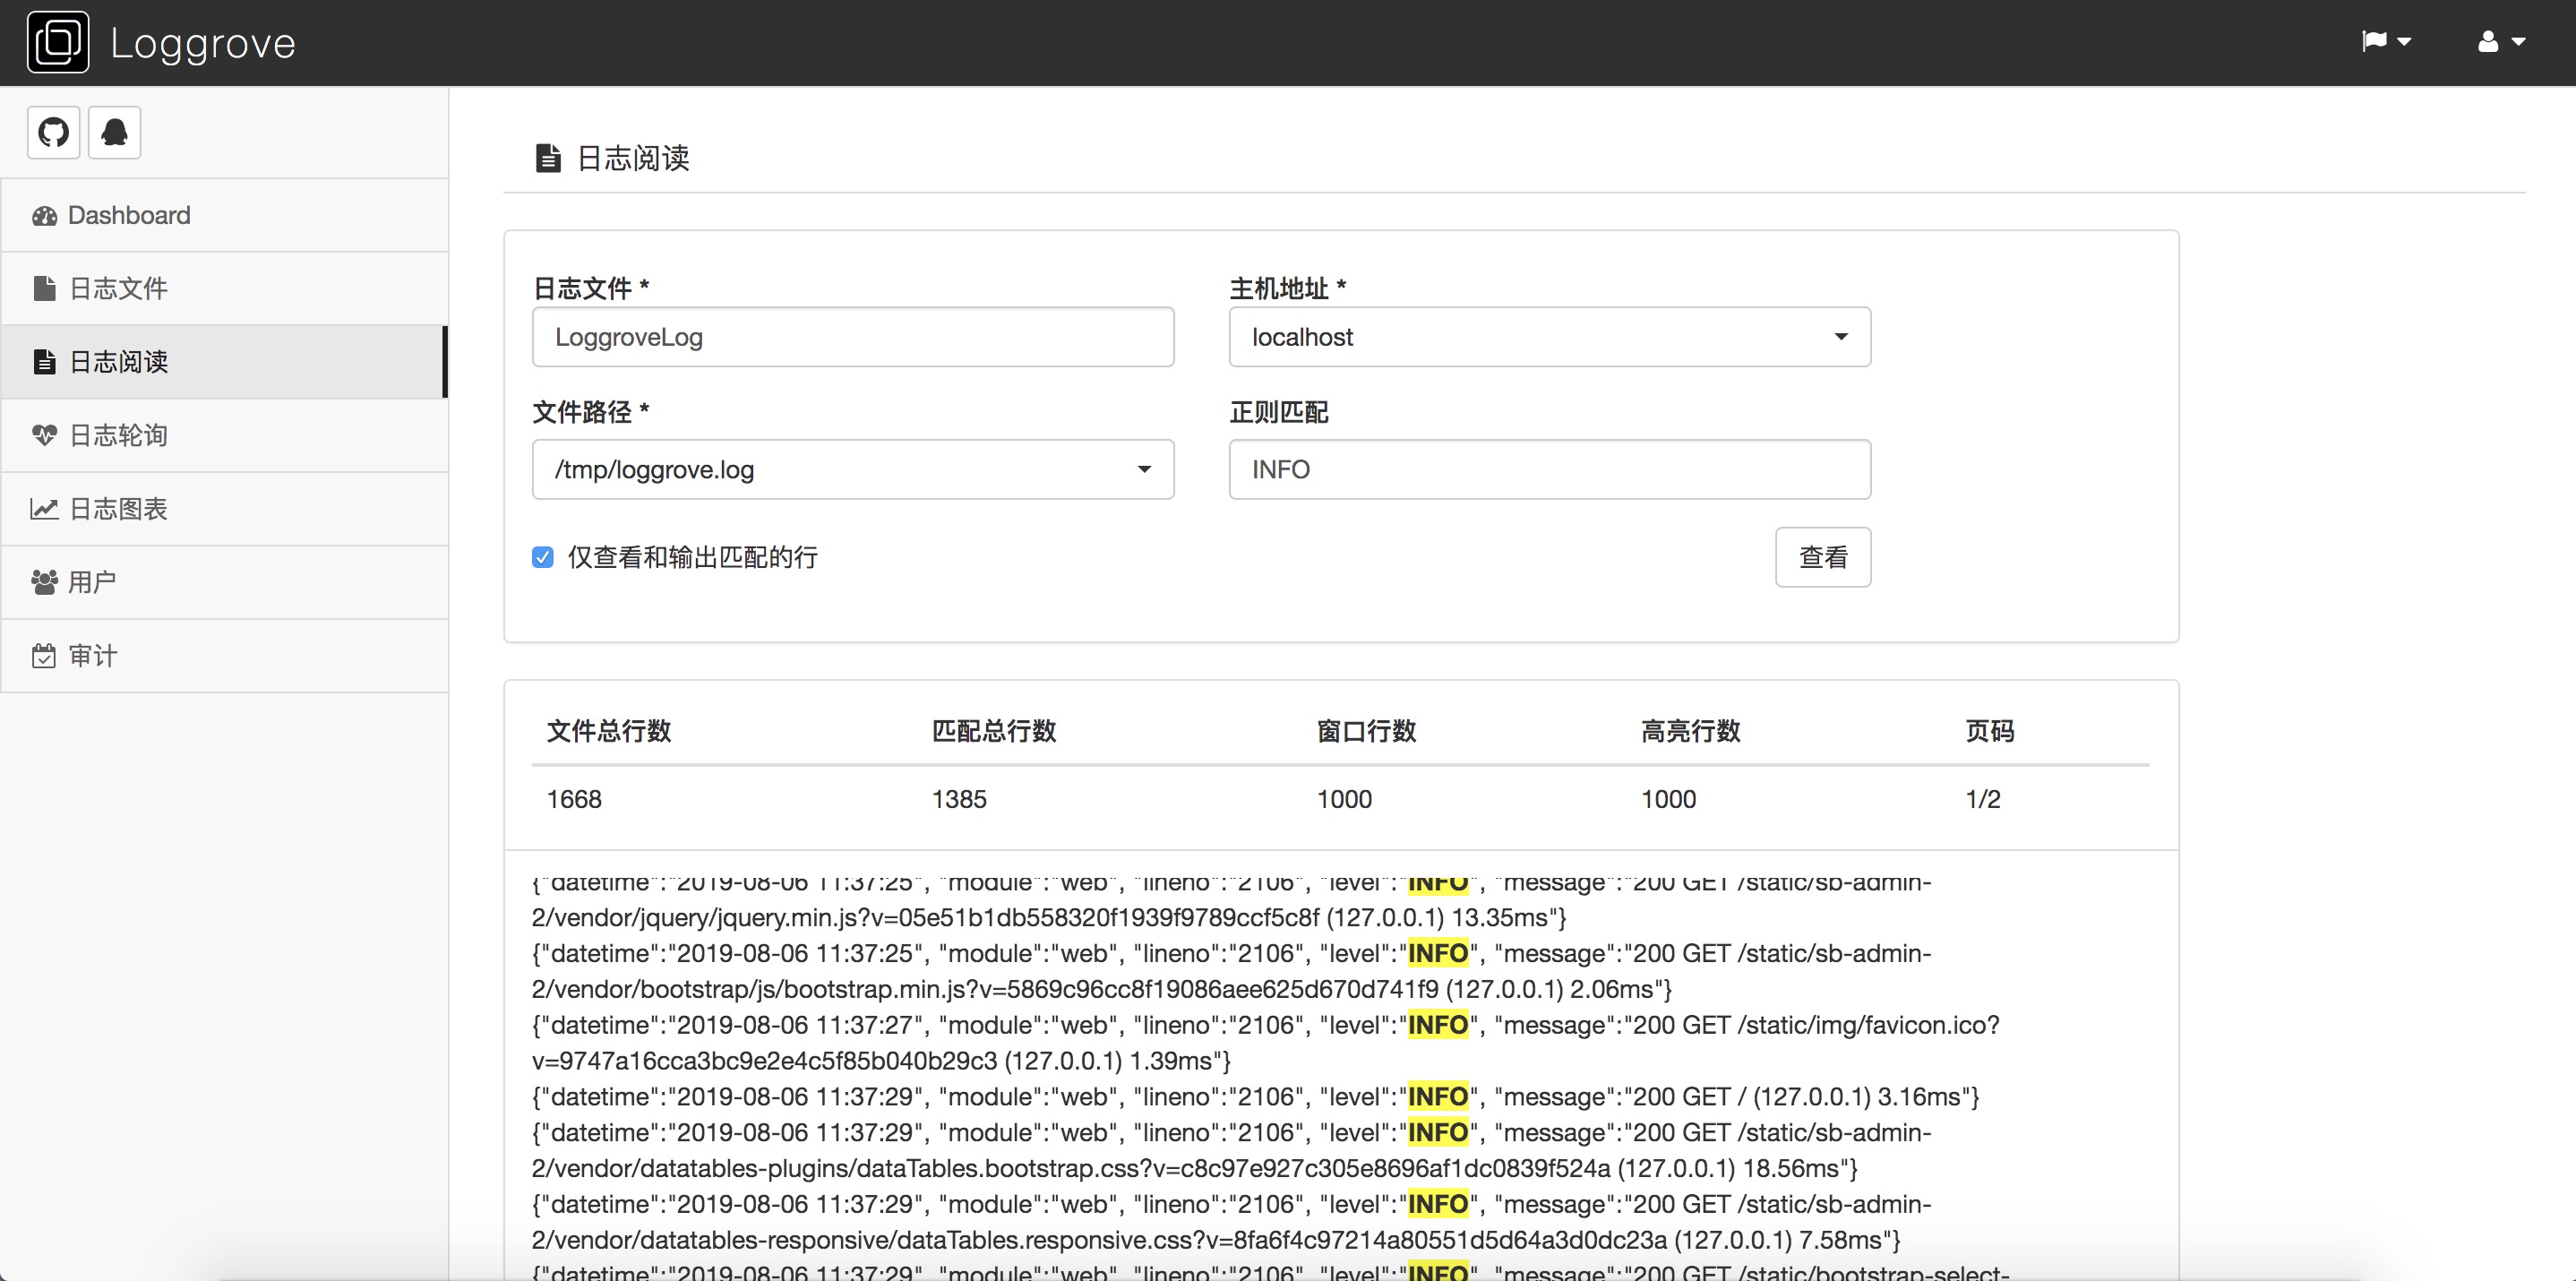 Loggrove
Dashboard
日志文件
日志阅读
日志轮询
日志图表
用户
审计
日志阅读
日志文件 *
主机地址 *
LoggroveLog
localhost
文件路径 *
正则匹配
/tmp/loggrove.log
INFO
仅查看和输出匹配的行
查看
文件总行数 匹配总行数 窗口行数 高亮行数 页码
1668 1385 1000 1000 1/2
{"datetime":"2019-08-06 11:37:25", "module":"web", "lineno":"2106", "level":"INFO", "message":"200 GET /static/sb-admin-
2/vendor/jquery/jquery.min.js?v=05e51b1db558320f1939f9789ccf5c8f (127.0.0.1) 13.35ms"}
{"datetime":"2019-08-06 11:37:25", "module":"web", "lineno":"2106", "level":"INFO", "message":"200 GET /static/sb-admin-
2/vendor/bootstrap/js/bootstrap.min.js?v=5869c96cc8f19086aee625d670d741f9 (127.0.0.1) 2.06ms"}
{"datetime":"2019-08-06 11:37:27", "module":"web", "lineno":"2106", "level":"INFO", "message":"200 GET /static/img/favicon.ico?
v=9747a16cca3bc9e2e4c5f85b040b29c3 (127.0.0.1) 1.39ms"}
{"datetime":"2019-08-06 11:37:29", "module":"web", "lineno":"2106", "level":"INFO", "message":"200 GET / (127.0.0.1) 3.16ms"}
{"datetime":"2019-08-06 11:37:29", "module":"web", "lineno":"2106", "level":"INFO", "message":"200 GET /static/sb-admin-
2/vendor/datatables-plugins/dataTables.bootstrap.css?v=c8c97e927c305e8696af1dc0839f524a (127.0.0.1) 18.56ms"}
{"datetime":"2019-08-06 11:37:29", "module":"web", "lineno":"2106", "level":"INFO", "message":"200 GET /static/sb-admin-
2/vendor/datatables-responsive/dataTables.responsive.css?v=8fa6f4c97214a80551d5d64a3d0dc23a (127.0.0.1) 7.58ms"}
{"datetime":"2019-08-06 11:37:29", "module":"web", "lineno":"2106", "level":"INFO", "message":"200 GET /static/bootstrap-select-